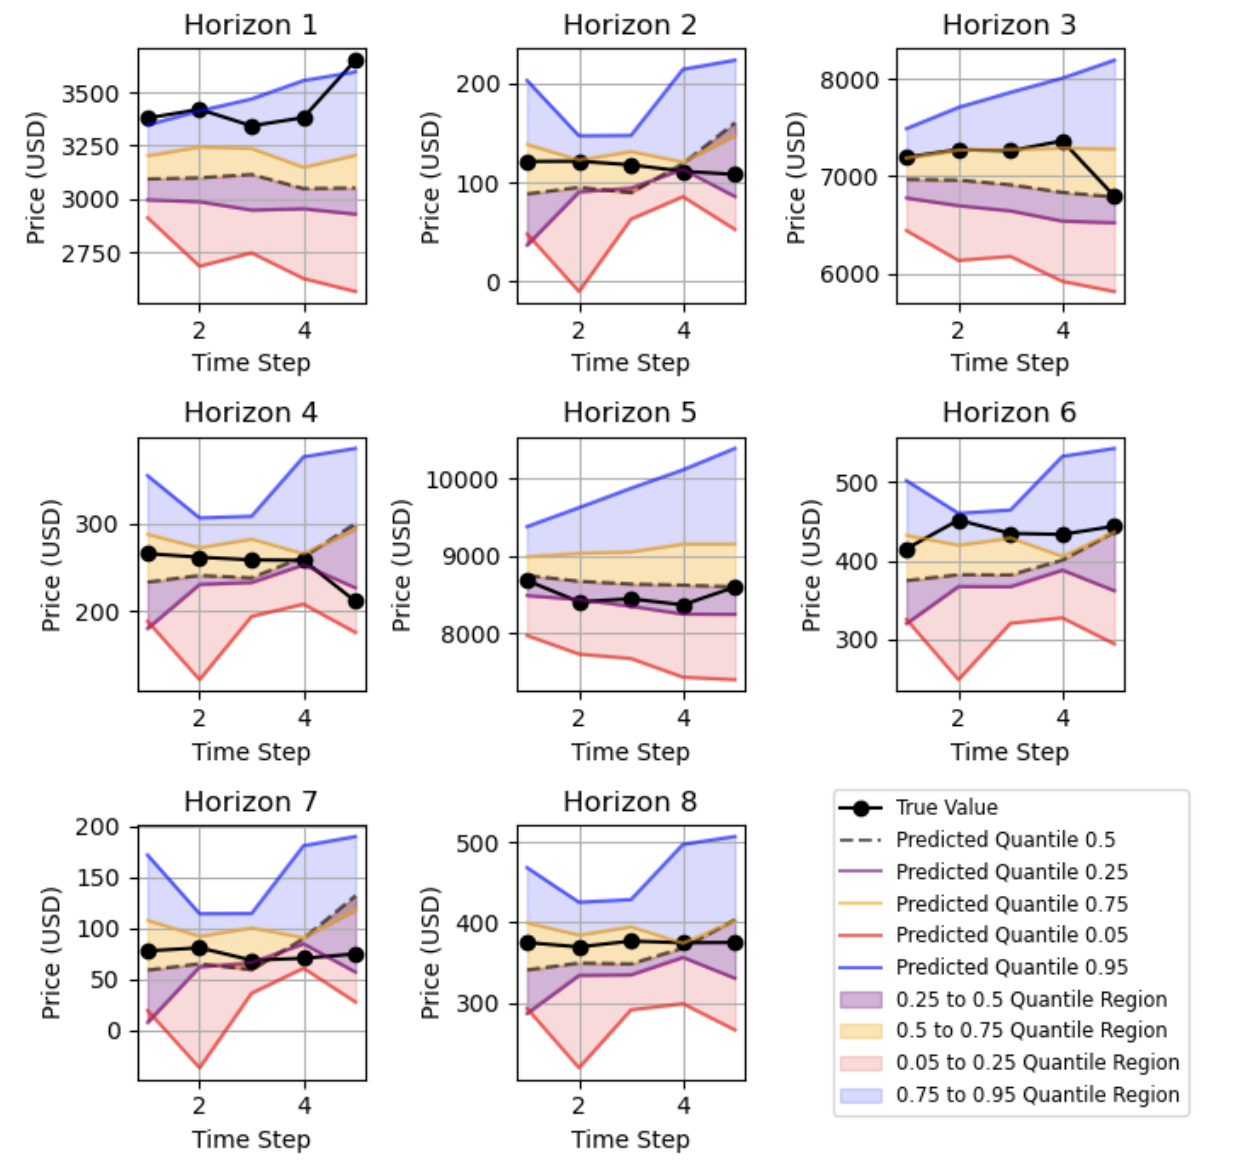 Horizon 1
Horizon 2
Horizon 3
Price (USD)
3500
3250
3000
2750
2
4
Time Step
Price (USD)
200
100
0
2
4
Time Step
Price (USD)
8000
7000
6000
2
4
Time Step
Horizon 4
Horizon 5
Horizon 6
Price (USD)
300
200
2
4
Time Step
Price (USD)
10000
9000
8000
2
4
Time Step
Price (USD)
500
400
300
2
4
Time Step
Horizon 7
Horizon 8
Price (USD)
200
150
100
50
0
2
4
Time Step
Price (USD)
500
400
300
2
4
Time Step
True Value
Predicted Quantile 0.5
Predicted Quantile 0.25
Predicted Quantile 0.75
Predicted Quantile 0.05
Predicted Quantile 0.95
0.25 to 0.5 Quantile Region
0.5 to 0.75 Quantile Region
0.05 to 0.25 Quantile Region
0.75 to 0.95 Quantile Region